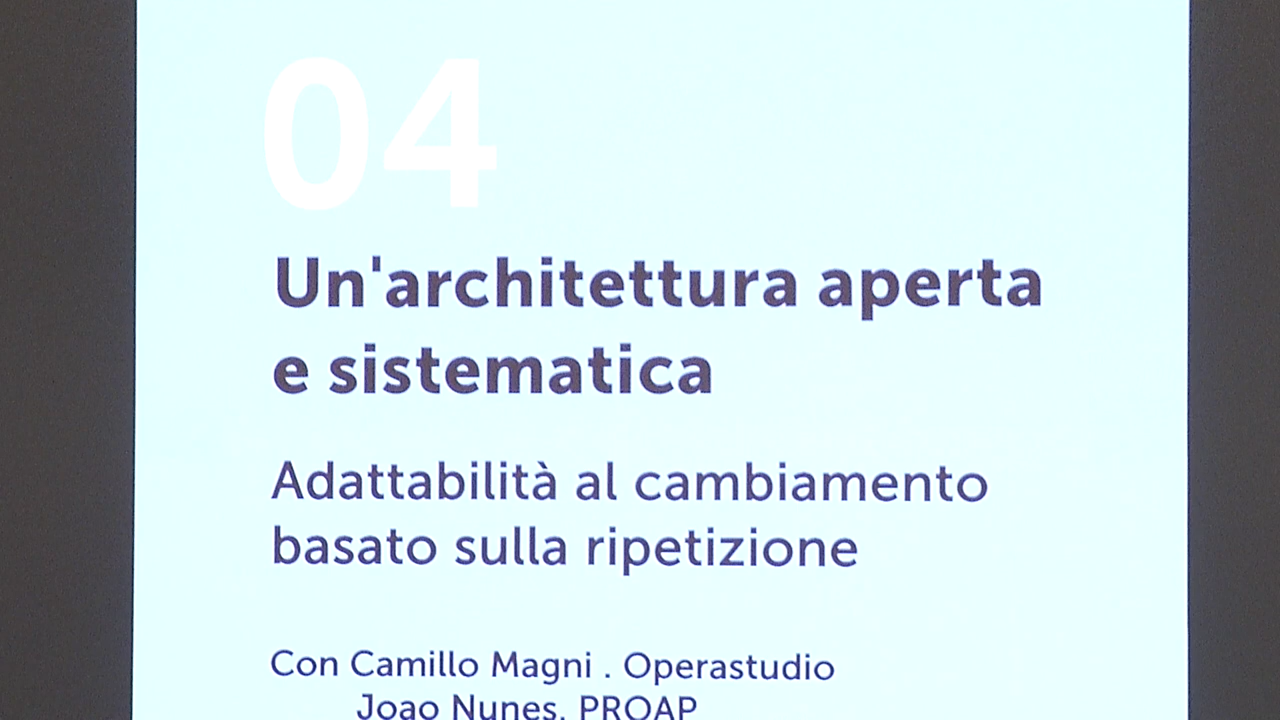 04
Un'architettura aperta
e sistematica
Adattabilità al cambiamento
basato sulla ripetizione
Con Camillo Magni . Operastudio
Joao Nunes, PROAP